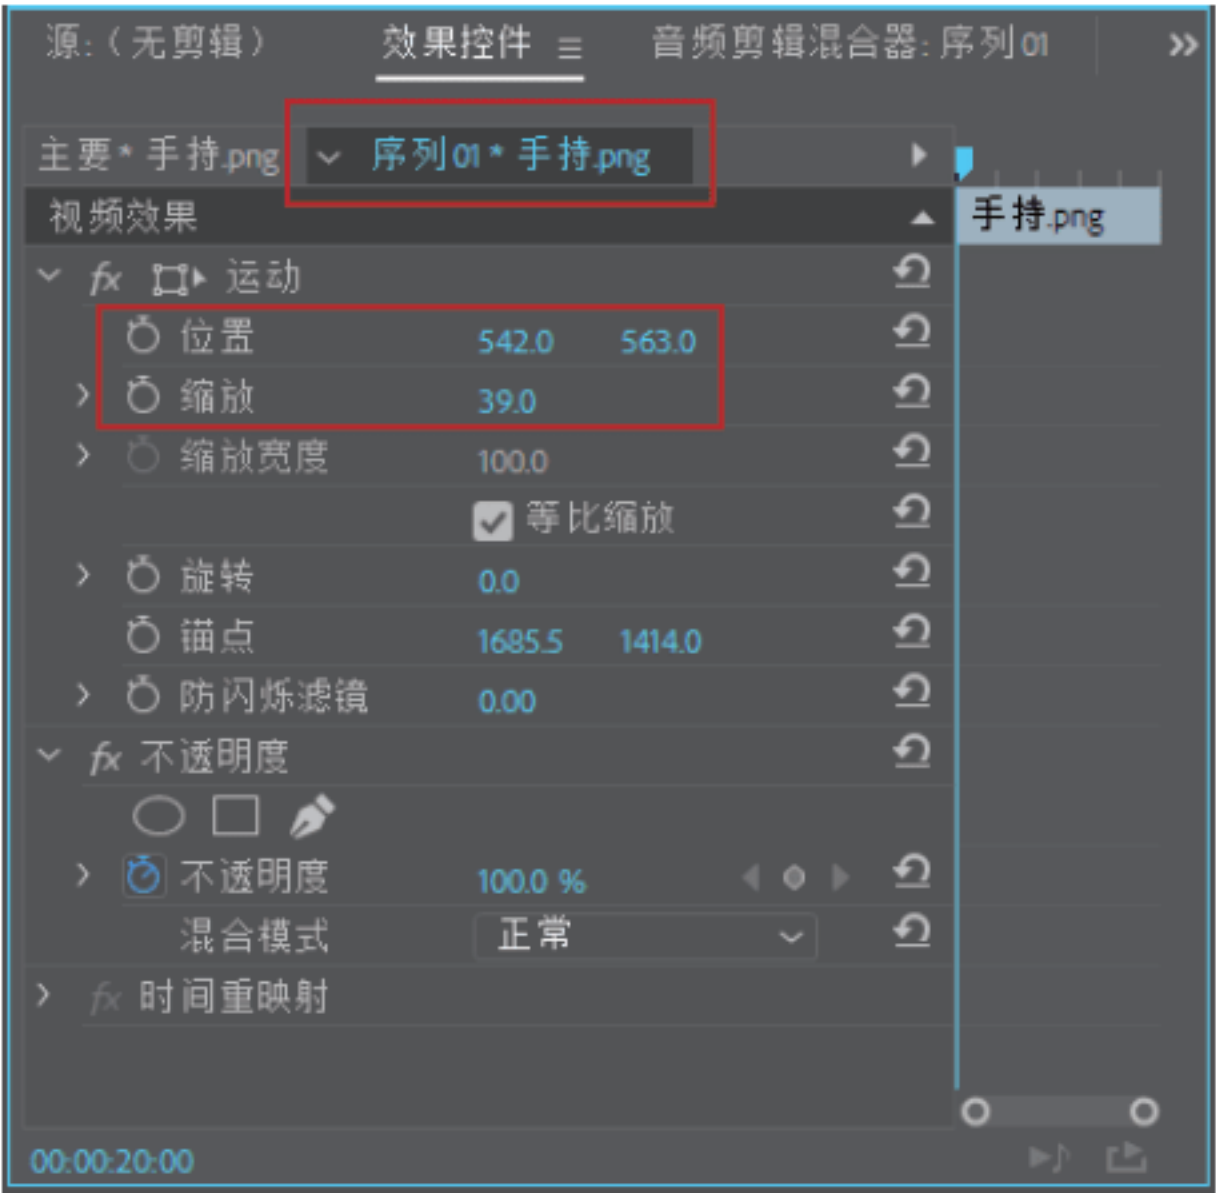 源:（无剪辑） 效果控件 音频剪辑混合器: 序列 01
主要* 手持.png 序列 01 * 手持.png
视频效果 手持.png
fx 运动
位置 542.0 563.0
缩放 39.0
缩放宽度 100.0
等比缩放
旋转 0.0
锚点 1685.5 1414.0
防闪烁滤镜 0.00
fx 不透明度
不透明度 100.0 %
混合模式 正常
fx 时间重映射
00:00:20:00